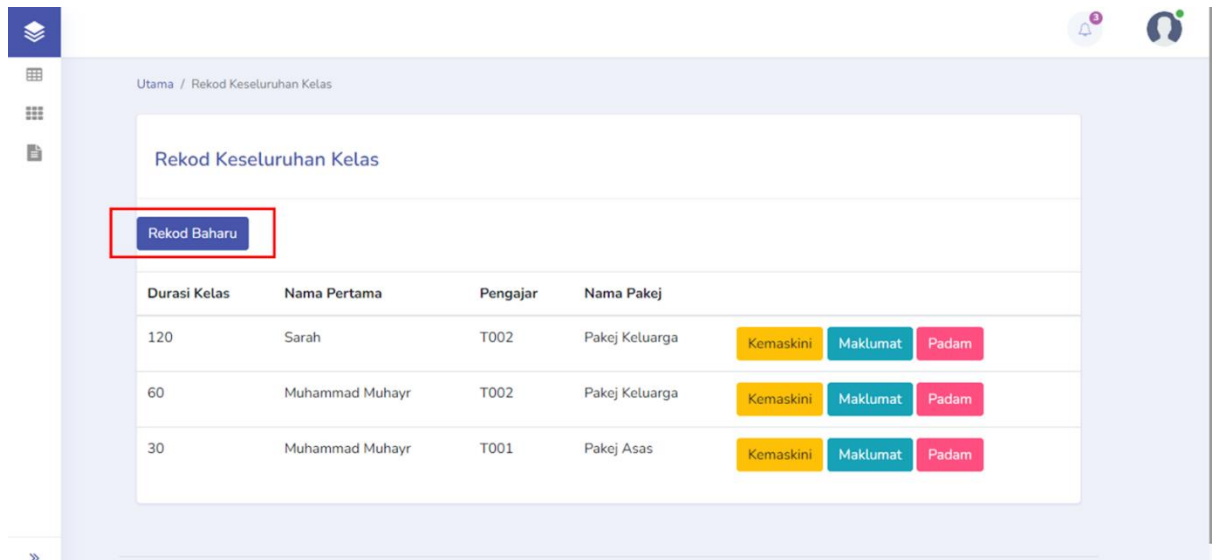 3
Utama / Rekod Keseluruhan Kelas
Rekod Keseluruhan Kelas
Rekod Baharu
Durasi Kelas Nama Pertama Pengajar Nama Pakej
120 Sarah T002 Pakej Keluarga Kemaskini Maklumat Padam
60 Muhammad Muhayr T002 Pakej Keluarga Kemaskini Maklumat Padam
30 Muhammad Muhayr T001 Pakej Asas Kemaskini Maklumat Padam